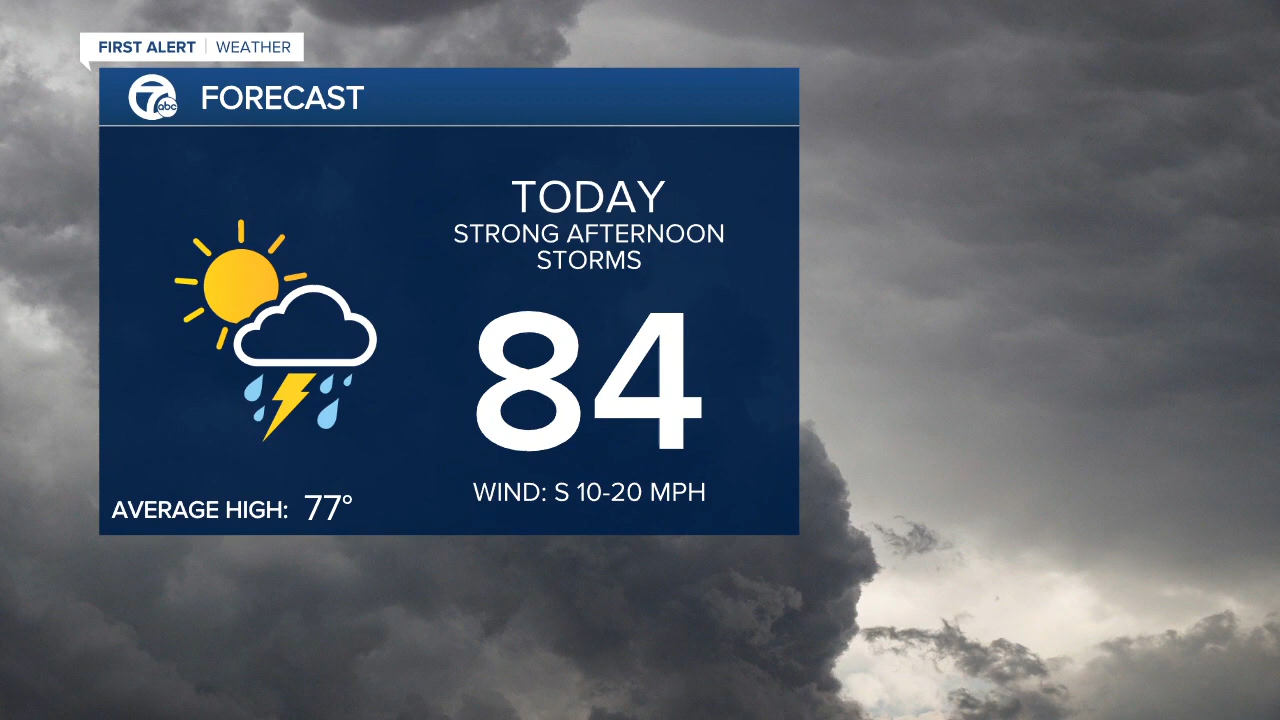 FIRST ALERT | WEATHER
7 abc FORECAST
TODAY
STRONG AFTERNOON
STORMS
84
WIND: S 10-20 MPH
AVERAGE HIGH: 77°